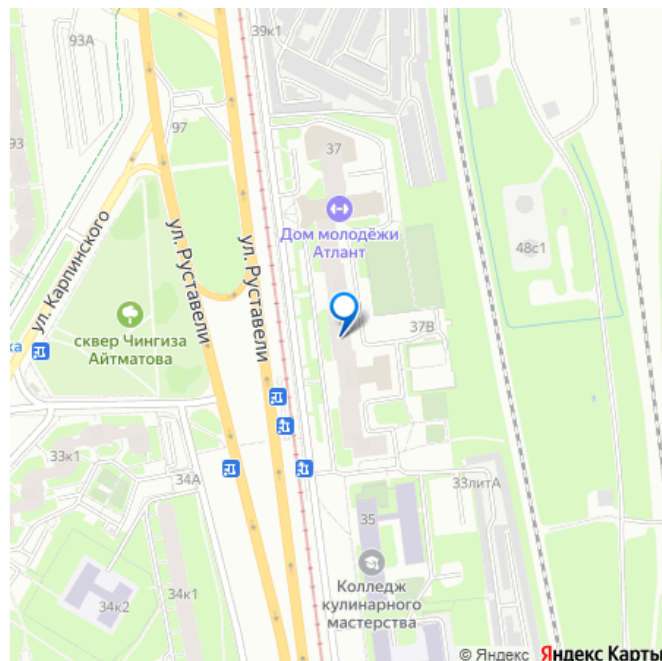 93А
39к1
93
97
37
Дом молодёжи
Атлант
48с1
ул. Карпинского
ул. Руставели
ул. Руставели
сквер Чингиза
Айтматова
ка
37В
33к1
34А
33литА
35
Колледж
кулинарного
мастерства
34к2
34к1
© Яндекс Яндекс Карты